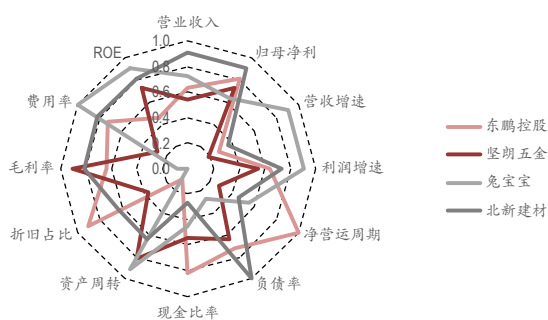 营业收入
归母净利
营收增速
利润增速
净营运周期
负债率
现金比率
资产周转
折旧占比
毛利率
费用率
ROE
1.0
0.8
0.6
0.4
0.2
0.0
东鹏控股
坚朗五金
兔宝宝
北新建材